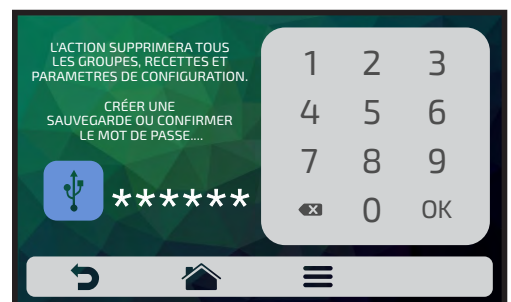 L'ACTION SUPPRIMERA TOUS
LES GROUPES, RECETTES ET
PARAMETRES DE CONFIGURATION.
CRÉER UNE
SAUVEGARDE OU CONFIRMER
LE MOT DE PASSE....
******
1 2 3
4 5 6
7 8 9
0 OK